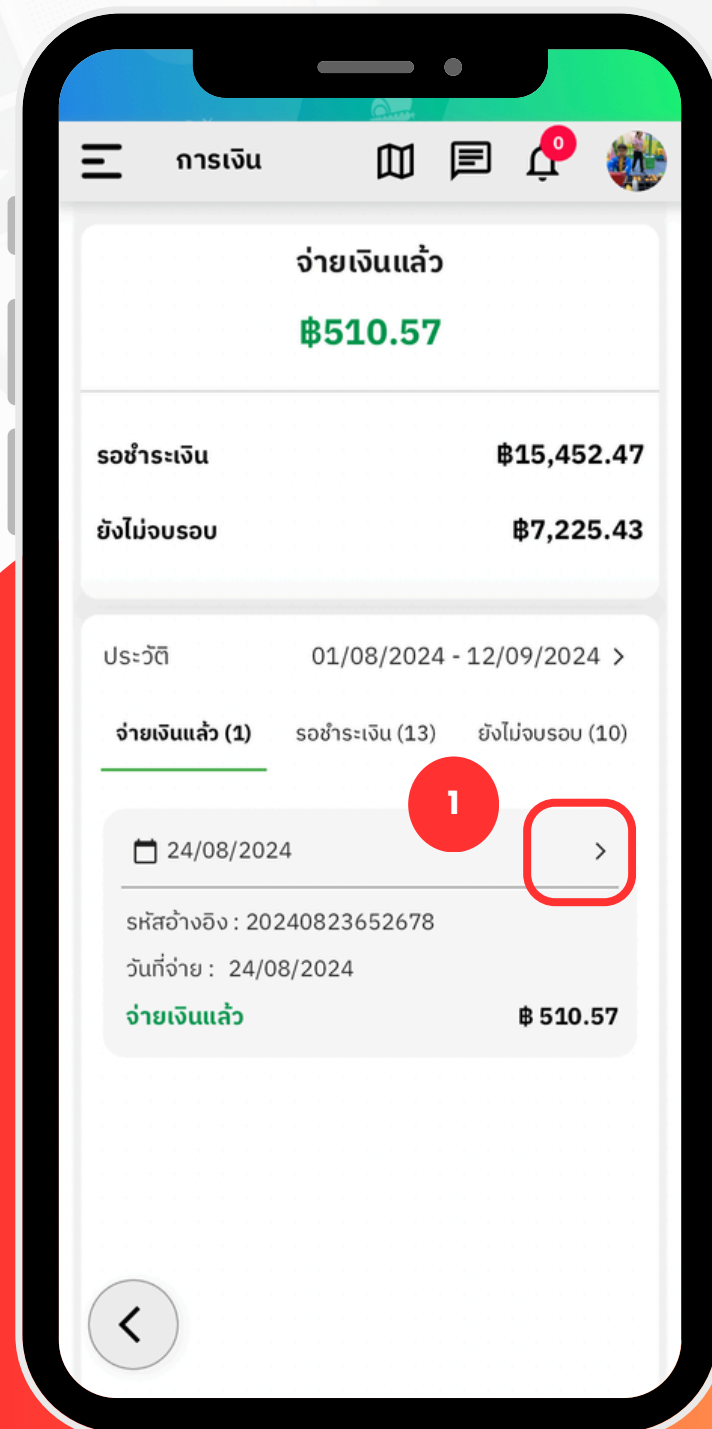 การเงิน
0
จ่ายเงินแล้ว
฿510.57
รอชำระเงิน ฿15,452.47
ยังไม่จบรอบ ฿7,225.43
ประวัติ 01/08/2024 - 12/09/2024 >
จ่ายเงินแล้ว (1) รอชำระเงิน (13) ยังไม่จบรอบ (10)
1
24/08/2024
รหัสอ้างอิง : 20240823652678
วันที่จ่าย : 24/08/2024
จ่ายเงินแล้ว ฿ 510.57